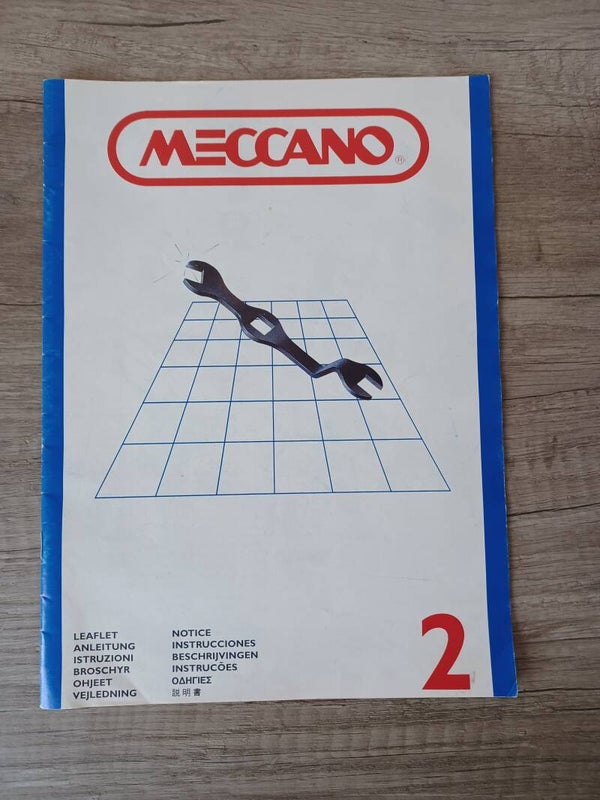 MECCANO®
LEAFLET
ANLEITUNG
ISTRUZIONI
BROSCHYR
OHJEET
VEJLEDNING
NOTICE
INSTRUCCIONES
BESCHRIJVINGEN
INSTRUCÕES
ΟΔΗΓΙΕΣ
説明書
2